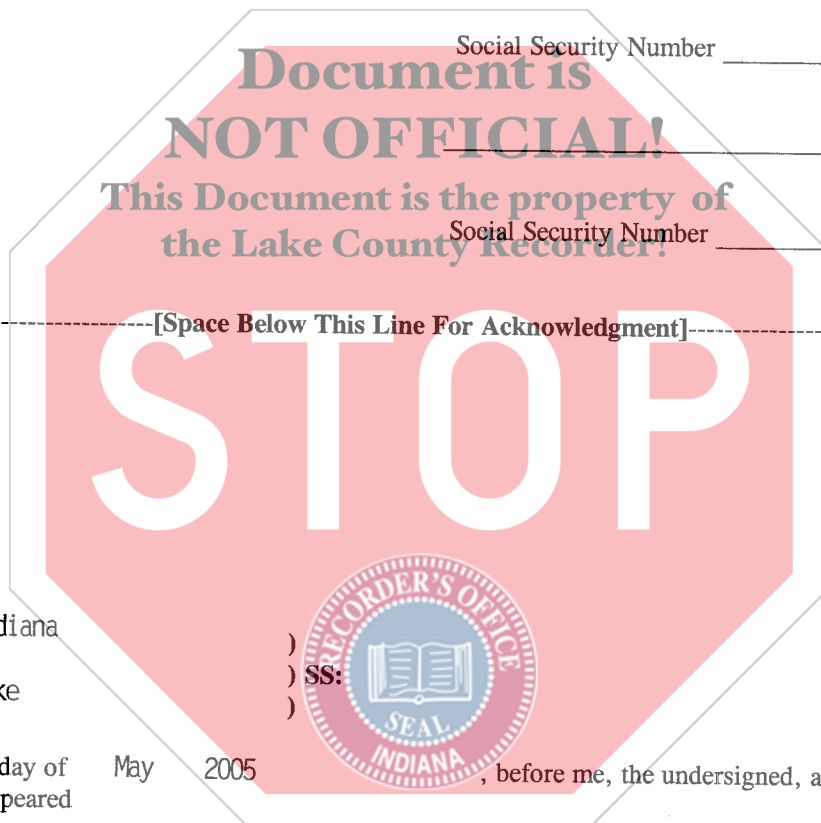 Social Security Number
Document is
NOT OFFICIAL!
This Document is the property of
the Lake County Recorder!
Social Security Number
[Space Below This Line For Acknowledgment]
STOP
diana )
) SS:
ke )
RECORDER'S OFFICE
SEAL
INDIANA
day of May 2005 , before me, the undersigned, a
peared